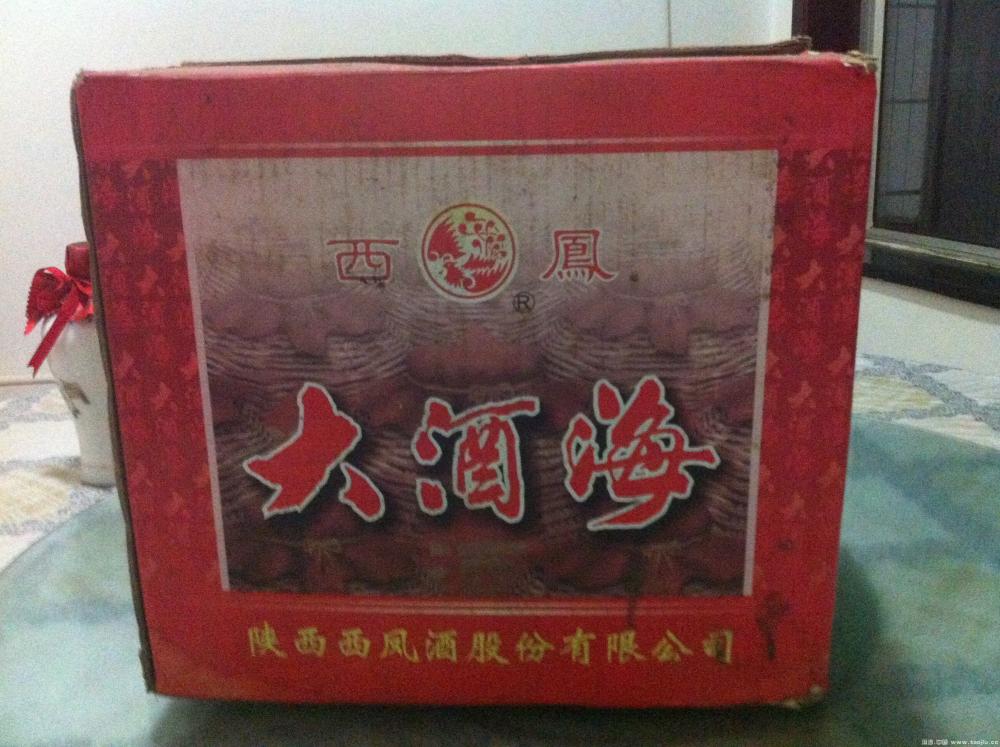 西 鳳
®
大酒海
陕西西凤酒股份有限公司